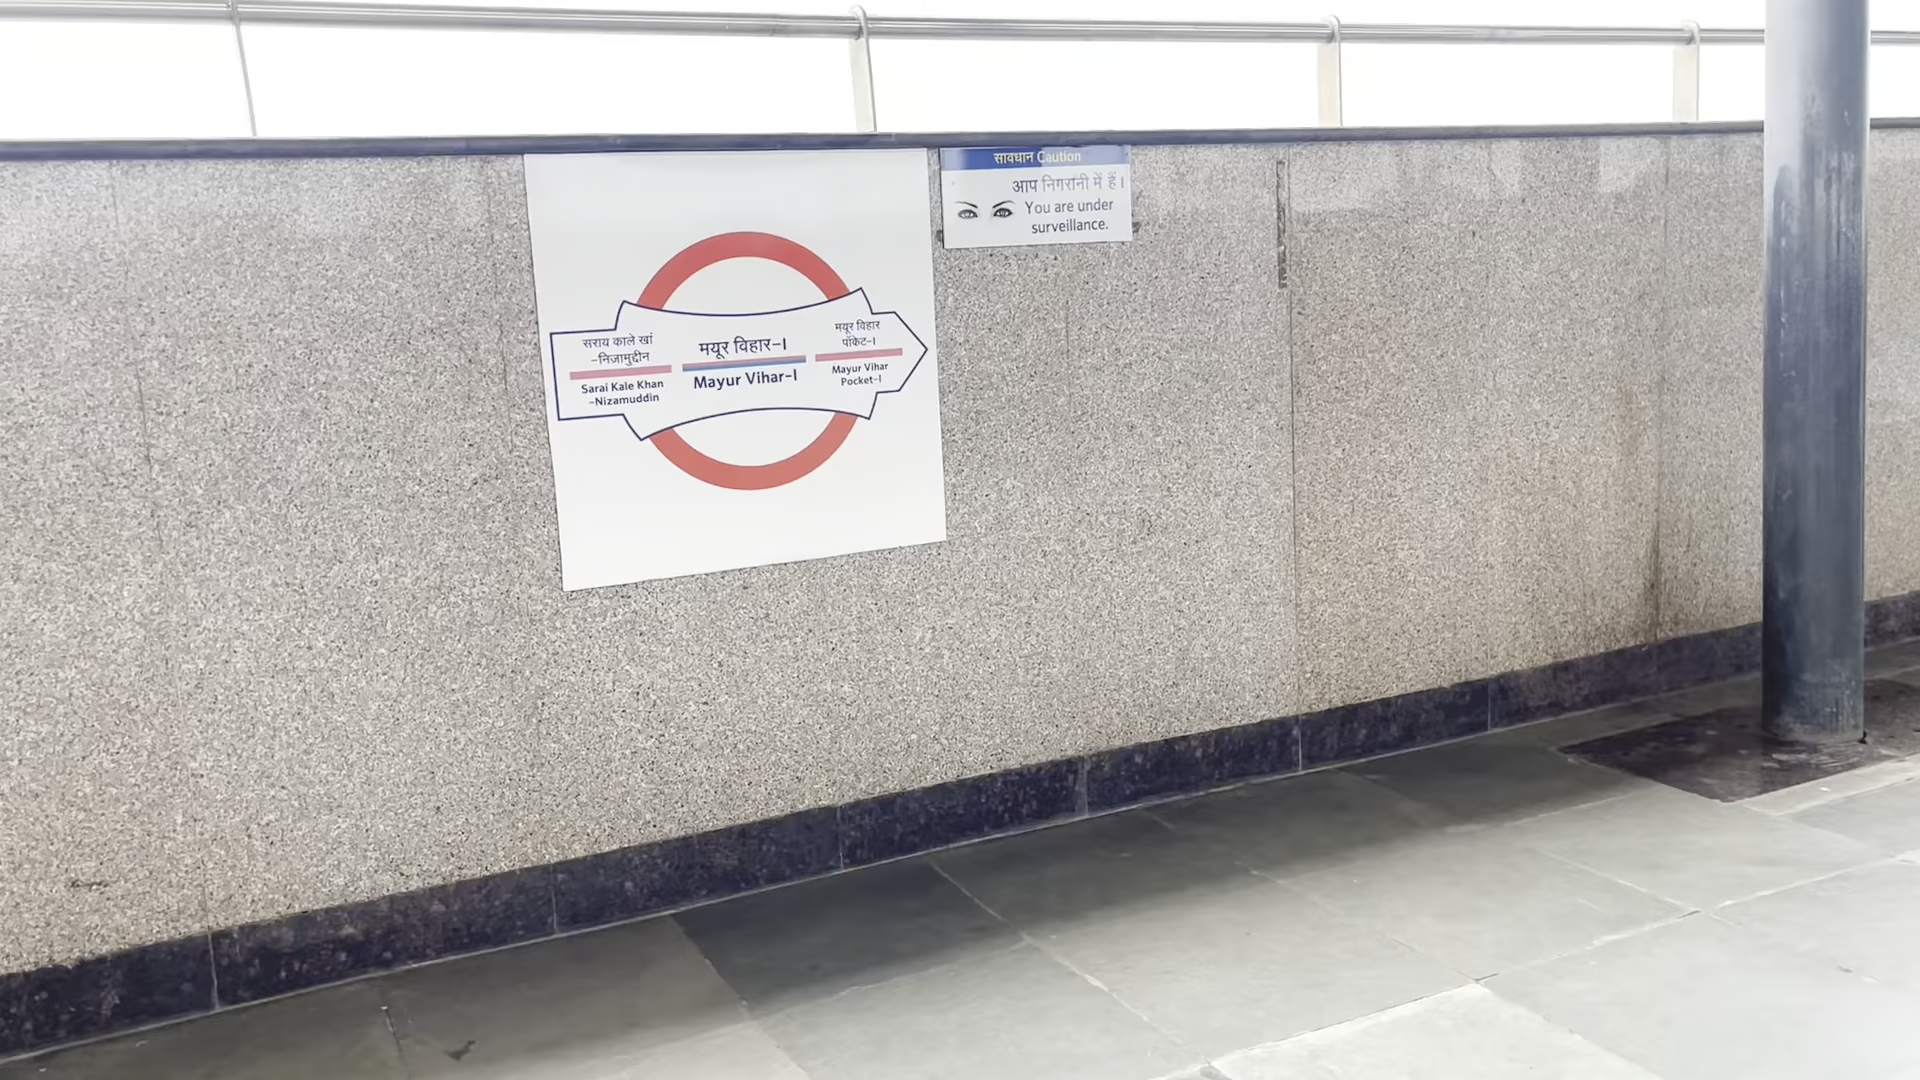 सराय काले खां
-निजामुद्दीन
Sarai Kale Khan
-Nizamuddin
मयूर विहार-I
Mayur Vihar-I
मयूर विहार
पॉकेट-I
Mayur Vihar
Pocket-I
सावधान Caution
आप निगरानी में हैं।
You are under
surveillance.